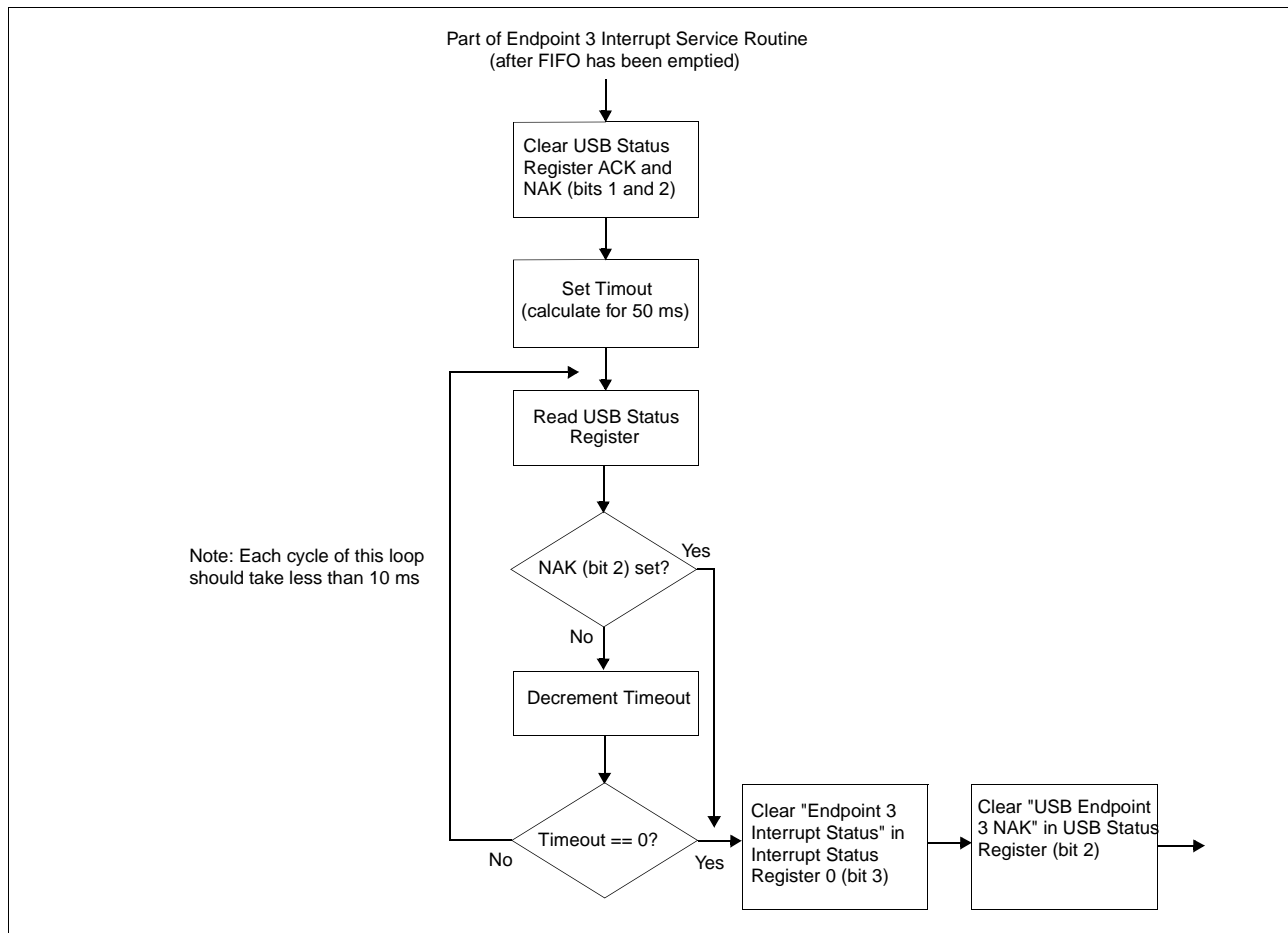 Part of Endpoint 3 Interrupt Service Routine
(after FIFO has been emptied)
Clear USB Status
Register ACK and
NAK (bits 1 and 2)
Set Timout
(calculate for 50 ms)
Read USB Status
Register
NAK (bit 2) set?
Yes
Note: Each cycle of this loop
should take less than 10 ms
No
Decrement Timeout
Timeout == 0?
No
Yes
Clear "Endpoint 3
Interrupt Status" in
Interrupt Status
Register 0 (bit 3)
Clear "USB Endpoint
3 NAK" in USB Status
Register (bit 2)